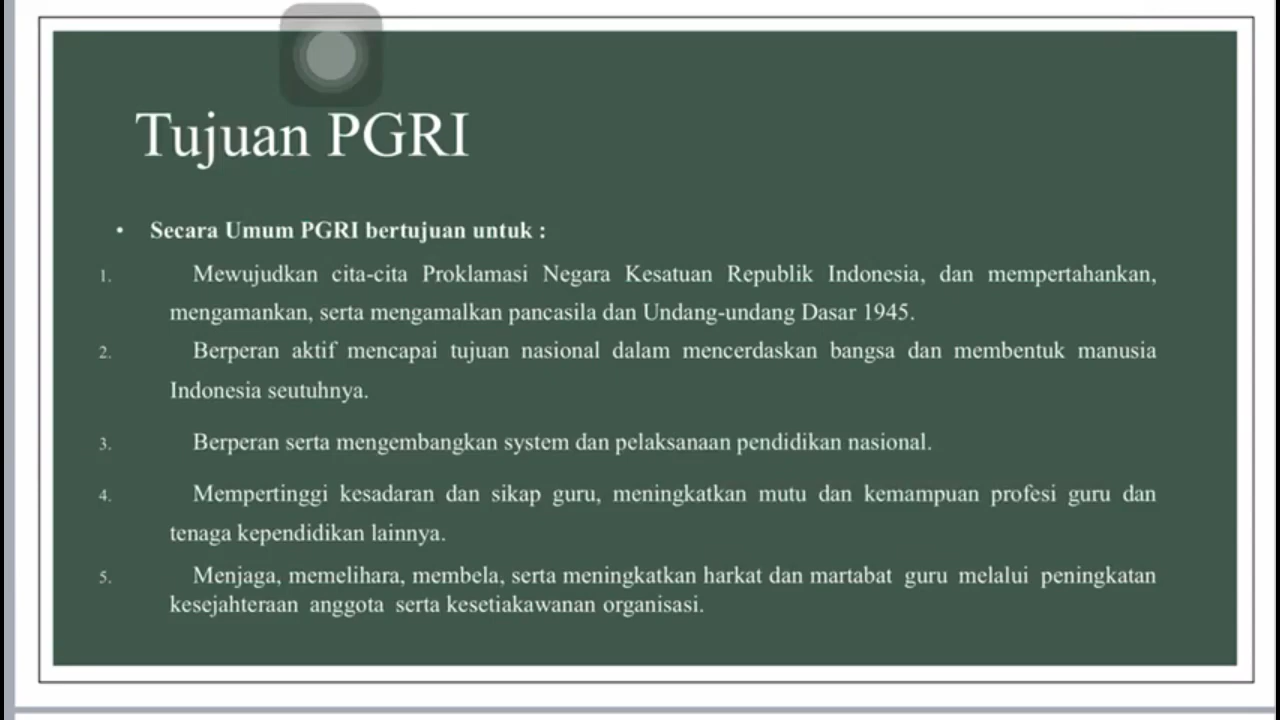 Tujuan PGRI
• Secara Umum PGRI bertujuan untuk :
1. Mewujudkan cita-cita Proklamasi Negara Kesatuan Republik Indonesia, dan mempertahankan,
mengamankan, serta mengamalkan pancasila dan Undang-undang Dasar 1945.
2. Berperan aktif mencapai tujuan nasional dalam mencerdaskan bangsa dan membentuk manusia
Indonesia seutuhnya.
3. Berperan serta mengembangkan system dan pelaksanaan pendidikan nasional.
4. Mempertinggi kesadaran dan sikap guru, meningkatkan mutu dan kemampuan profesi guru dan
tenaga kependidikan lainnya.
5. Menjaga, memelihara, membela, serta meningkatkan harkat dan martabat guru melalui peningkatan
kesejahteraan anggota serta kesetiakawanan organisasi.